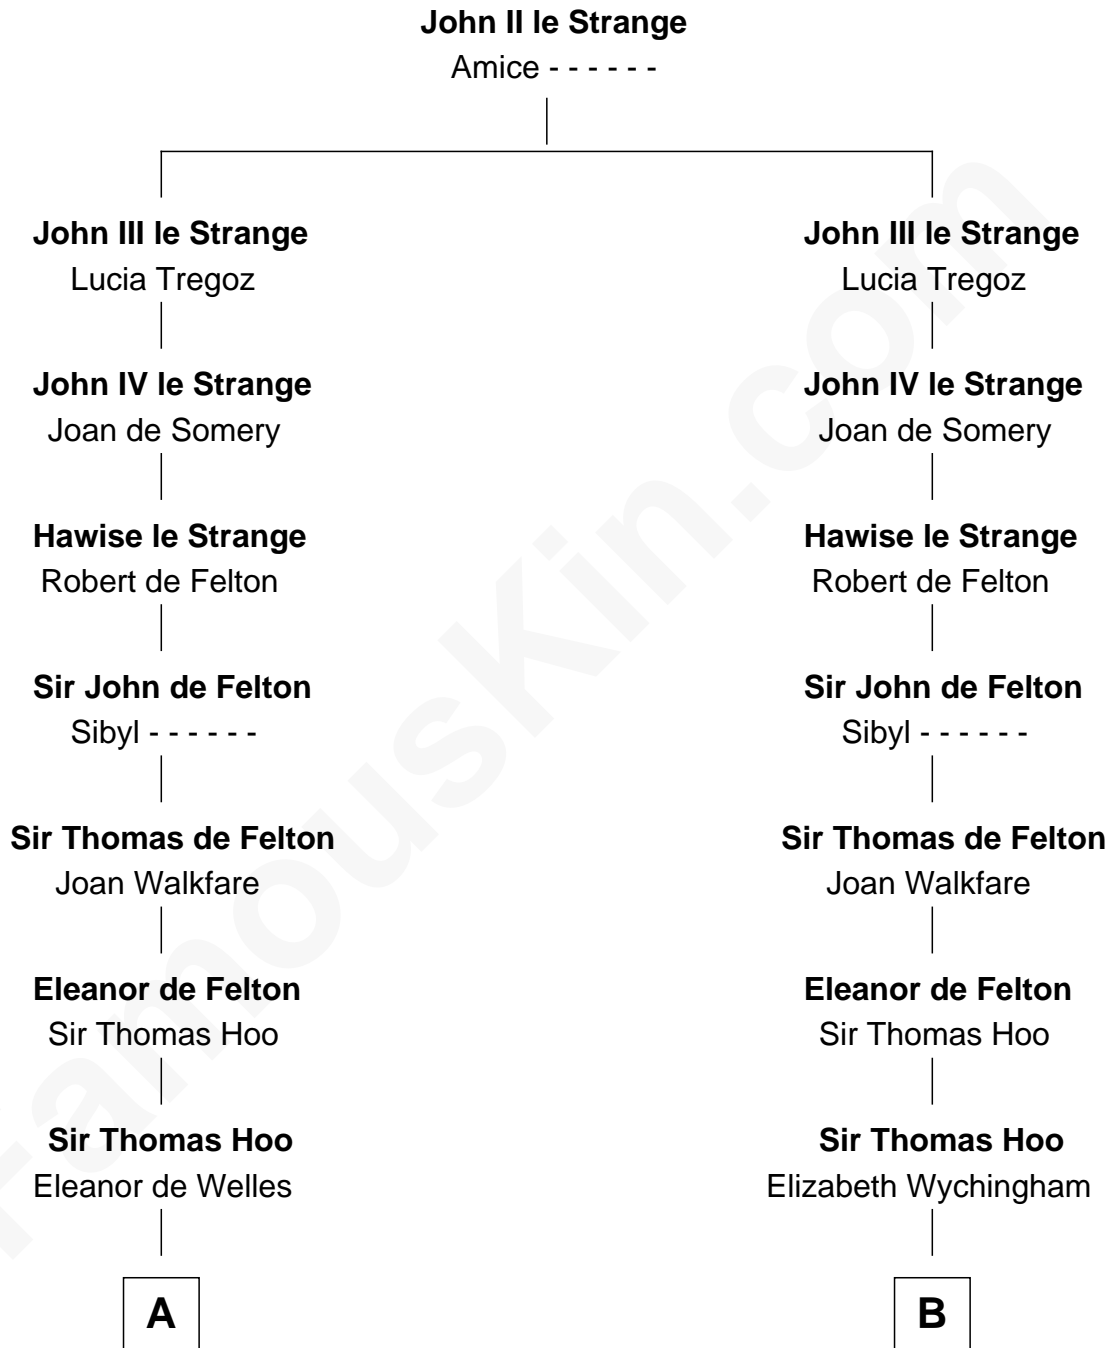 John II le Strange
Amice - - - - - -
John III le Strange
Lucia Tregoz
John IV le Strange
Joan de Somery
Hawise le Strange
Robert de Felton
Sir John de Felton
Sibyl - - - - - -
Sir Thomas de Felton
Joan Walkfare
Eleanor de Felton
Sir Thomas Hoo
Sir Thomas Hoo
Eleanor de Welles
A
John III le Strange
Lucia Tregoz
John IV le Strange
Joan de Somery
Hawise le Strange
Robert de Felton
Sir John de Felton
Sibyl - - - - - -
Sir Thomas de Felton
Joan Walkfare
Eleanor de Felton
Sir Thomas Hoo
Sir Thomas Hoo
Elizabeth Wychingham
B
FamousKin.com